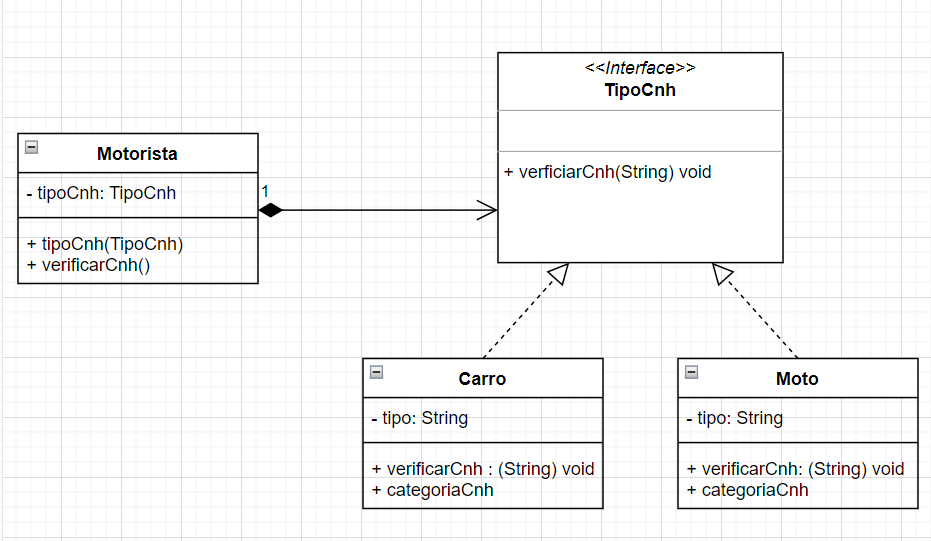 <<Interface>>
TipoCnh
+ verficiarCnh(String) void
Motorista
- tipoCnh: TipoCnh
+ tipoCnh(TipoCnh)
+ verificarCnh()
1
Carro
- tipo: String
+ verificarCnh : (String) void
+ categoriaCnh
Moto
- tipo: String
+ verificarCnh: (String) void
+ categoriaCnh